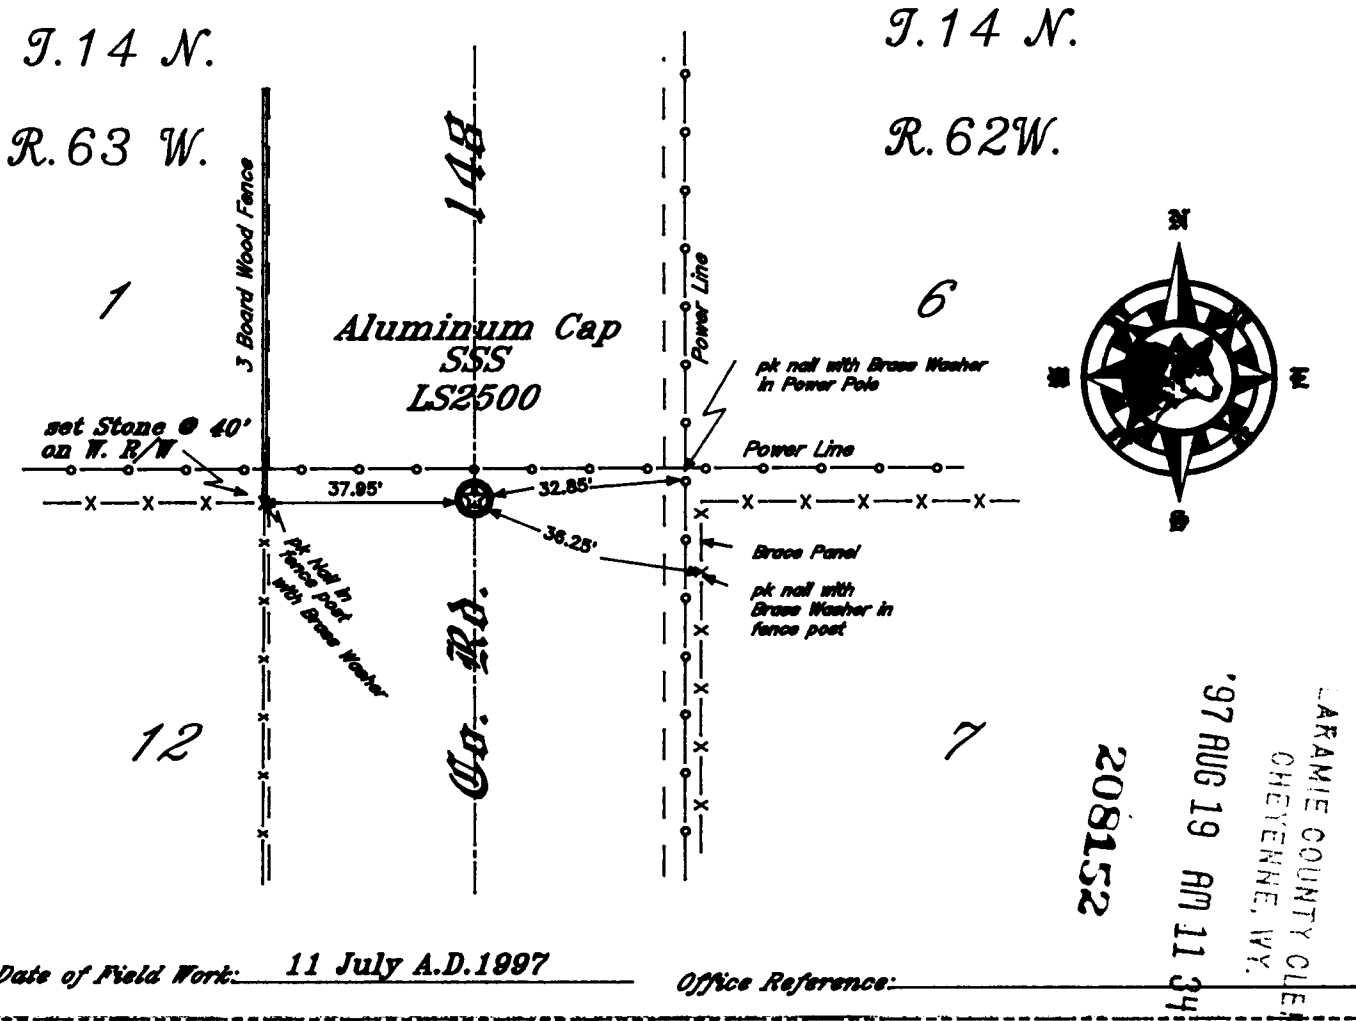 T.14 N.
R.63 W.
T.14 N.
R.62W.
3 Board Wood Fence
Co. Rd. 148
Power Line
1
6
N
E
S
W
Aluminum Cap
SSS
LS2500
pk nail with Brass Washer
in Power Pole
set Stone @ 40'
on W. R/W
Power Line
37.95'
32.85'
36.25'
pk Nail in
fence post
with Brass Washer
Brace Panel
pk nail with
Brass Washer in
fence post
12
7
LARAMIE COUNTY CLER
CHEYENNE, WY.
'97 AUG 19 AM 11 34
208152
Date of Field Work: 11 July A.D.1997
Office Reference: